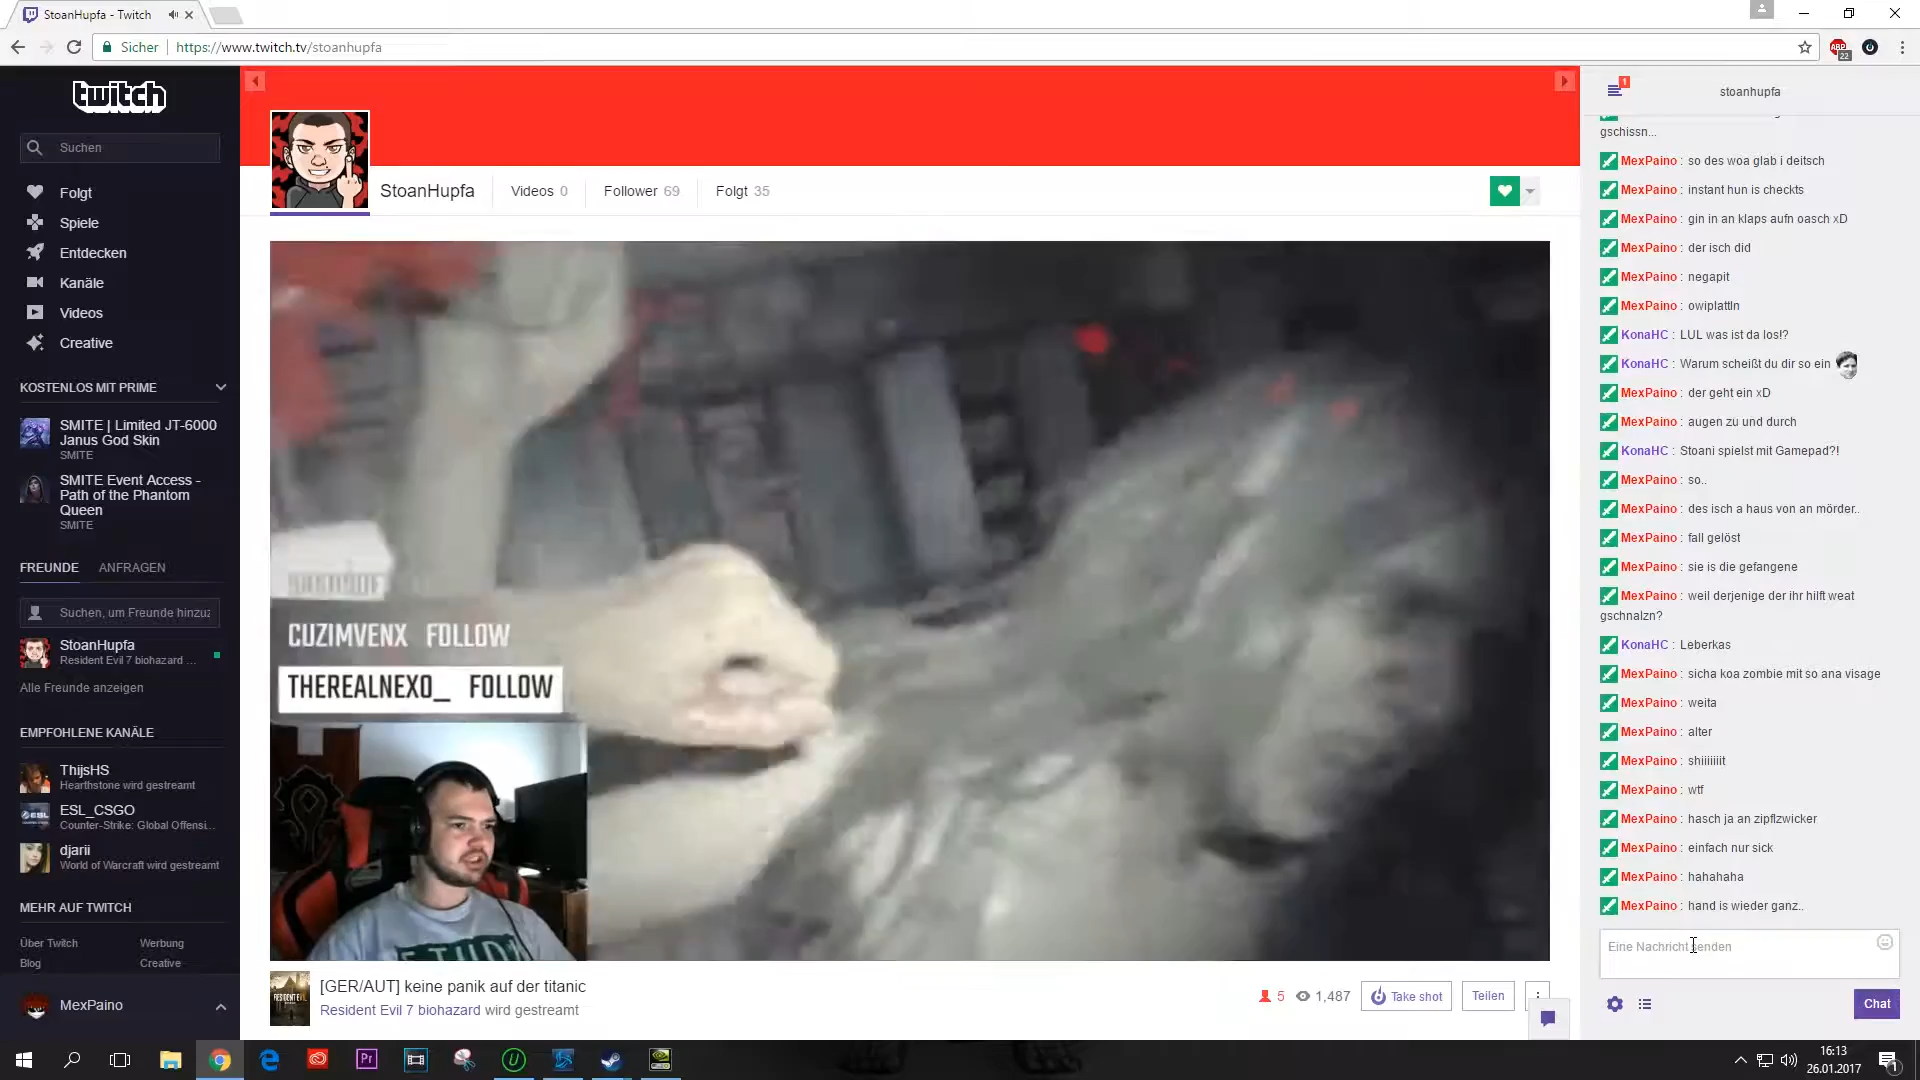 StoanHupfa - Twitch
Sicher
https://www.twitch.tv/stoanhupfa
ABP
22
twitch
Suchen
Folgt
Spiele
Entdecken
Kanäle
Videos
Creative
KOSTENLOS MIT PRIME
SMITE | Limited JT-6000
Janus God Skin
SMITE
SMITE Event Access -
Path of the Phantom
Queen
SMITE
FREUNDE
ANFRAGEN
Suchen, um Freunde hinzuz
StoanHupfa
Resident Evil 7 biohazard ...
Alle Freunde anzeigen
EMPFOHLENE KANÄLE
ThijsHS
Hearthstone wird gestreamt
ESL_CSGO
Counter-Strike: Global Offensi...
djarii
World of Warcraft wird gestreamt
MEHR AUF TWITCH
Über Twitch
Werbung
Blog
Creative
MexPaino
StoanHupfa
Videos 0
Follower 69
Folgt 35
CUZIMVENX FOLLOW
THEREALNEXO_ FOLLOW
[GER/AUT] keine panik auf der titanic
Resident Evil 7 biohazard wird gestreamt
5
1,487
Take shot
Teilen
1
stoanhupfa
gschissn...
MexPaino : so des woa glab i deitsch
MexPaino : instant hun is checkts
MexPaino : gin in an klaps aufn oasch xD
MexPaino : der isch did
MexPaino : negapit
MexPaino : owiplattln
KonaHC : LUL was ist da los!?
KonaHC : Warum scheißt du dir so ein
MexPaino : der geht ein xD
MexPaino : augen zu und durch
KonaHC : Stoani spielst mit Gamepad?!
MexPaino : so..
MexPaino : des isch a haus von an mörder..
MexPaino : fall gelöst
MexPaino : sie is die gefangene
MexPaino : weil derjenige der ihr hilft weat
gschnalzn?
KonaHC : Leberkas
MexPaino : sicha koa zombie mit so ana visage
MexPaino : weita
MexPaino : alter
MexPaino : shiiiiiiit
MexPaino : wtf
MexPaino : hasch ja an zipflzwicker
MexPaino : einfach nur sick
MexPaino : hahahaha
MexPaino : hand is wieder ganz..
Eine Nachricht senden
Chat
Pr
16:13
26.01.2017
1